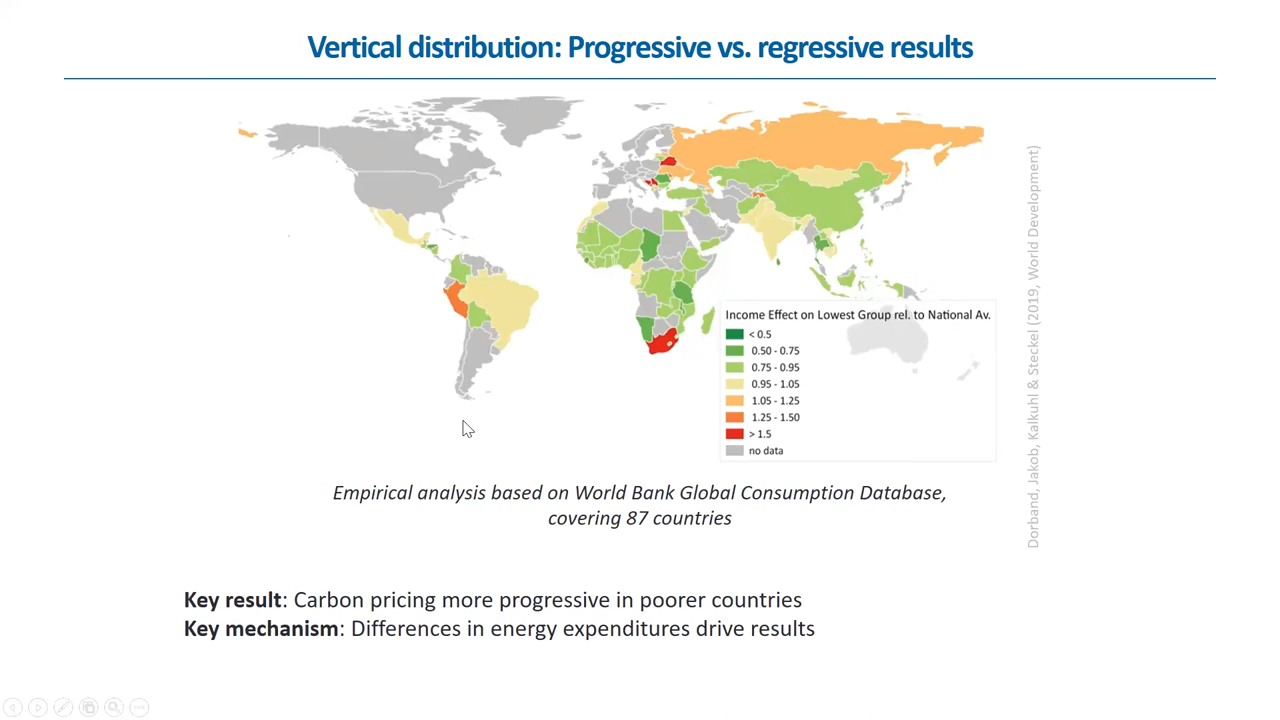 Vertical distribution: Progressive vs. regressive results
Income Effect on Lowest Group rel. to National Av.
< 0.5
0.50 - 0.75
0.75 - 0.95
0.95 - 1.05
1.05 - 1.25
1.25 - 1.50
> 1.5
no data
Dorband, Jakob, Kalkuhl & Steckel (2019, World Development)
Empirical analysis based on World Bank Global Consumption Database,
covering 87 countries
Key result: Carbon pricing more progressive in poorer countries
Key mechanism: Differences in energy expenditures drive results